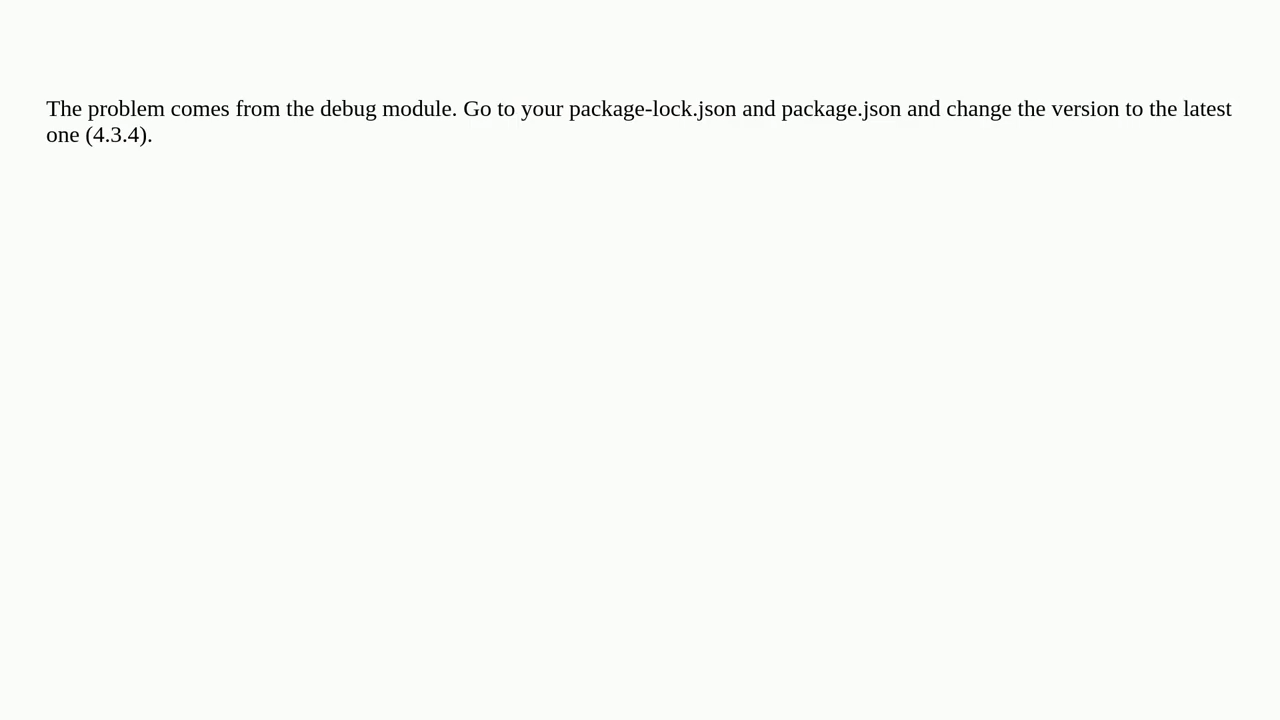 The problem comes from the debug module. Go to your package-lock.json and package.json and change the version to the latest
one (4.3.4).